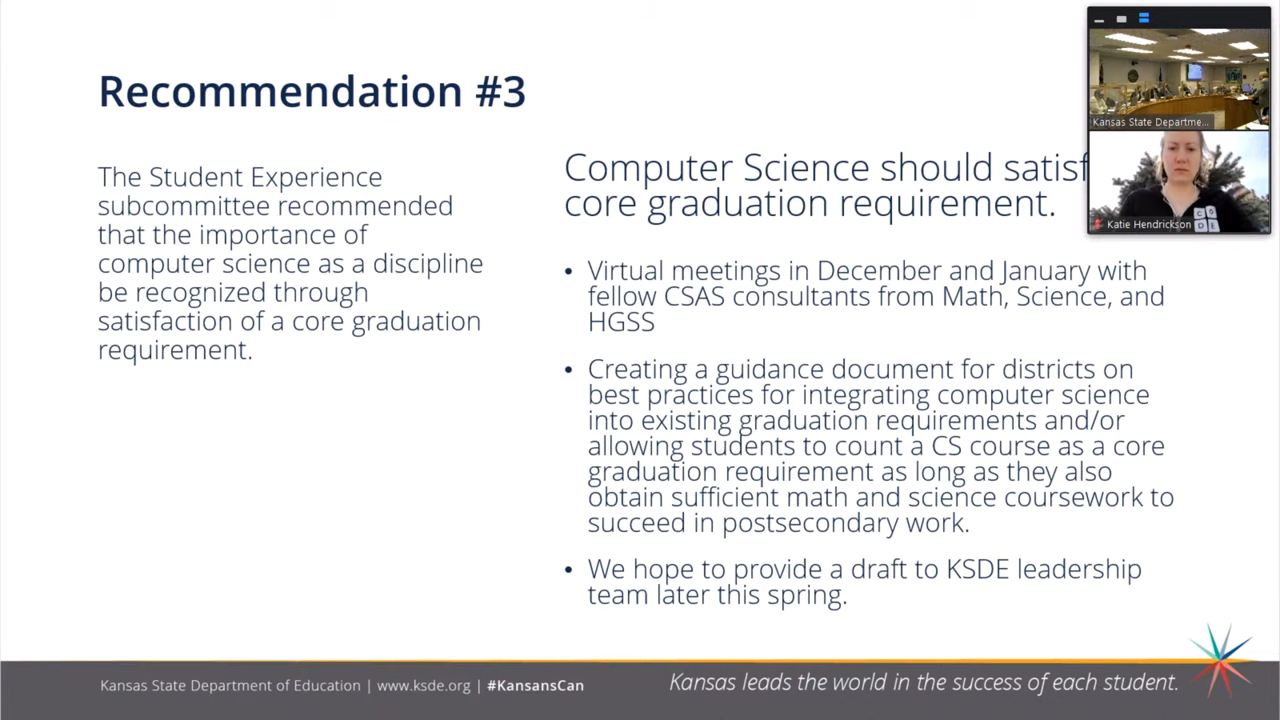 Recommendation #3
The Student Experience
subcommittee recommended
that the importance of
computer science as a discipline
be recognized through
satisfaction of a core graduation
requirement.
Computer Science should satisf
core graduation requirement.
• Virtual meetings in December and January with
fellow CSAS consultants from Math, Science, and
HGSS
• Creating a guidance document for districts on
best practices for integrating computer science
into existing graduation requirements and/or
allowing students to count a CS course as a core
graduation requirement as long as they also
obtain sufficient math and science coursework to
succeed in postsecondary work.
• We hope to provide a draft to KSDE leadership
team later this spring.
Kansas State Departme...
Katie Hendrickson
CO
DE
Kansas State Department of Education | www.ksde.org | #KansansCan
Kansas leads the world in the success of each student.